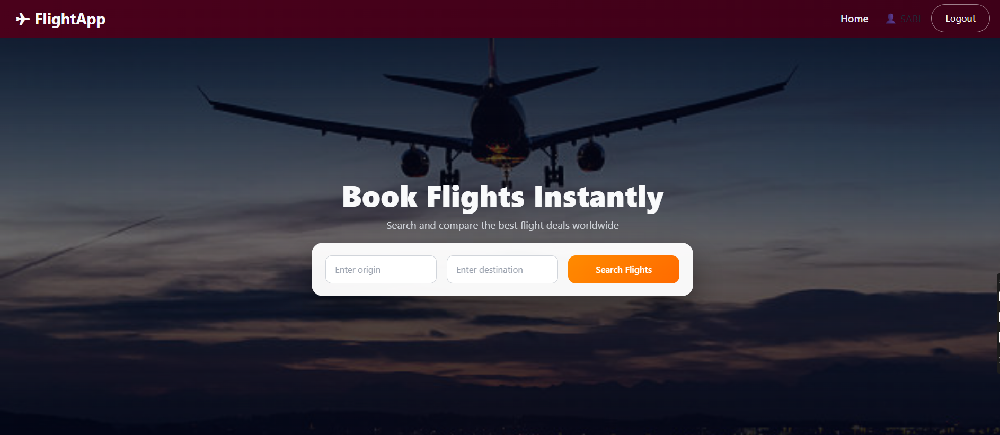 FlightApp
Home SABI Logout
Book Flights Instantly
Search and compare the best flight deals worldwide
Enter origin Enter destination Search Flights